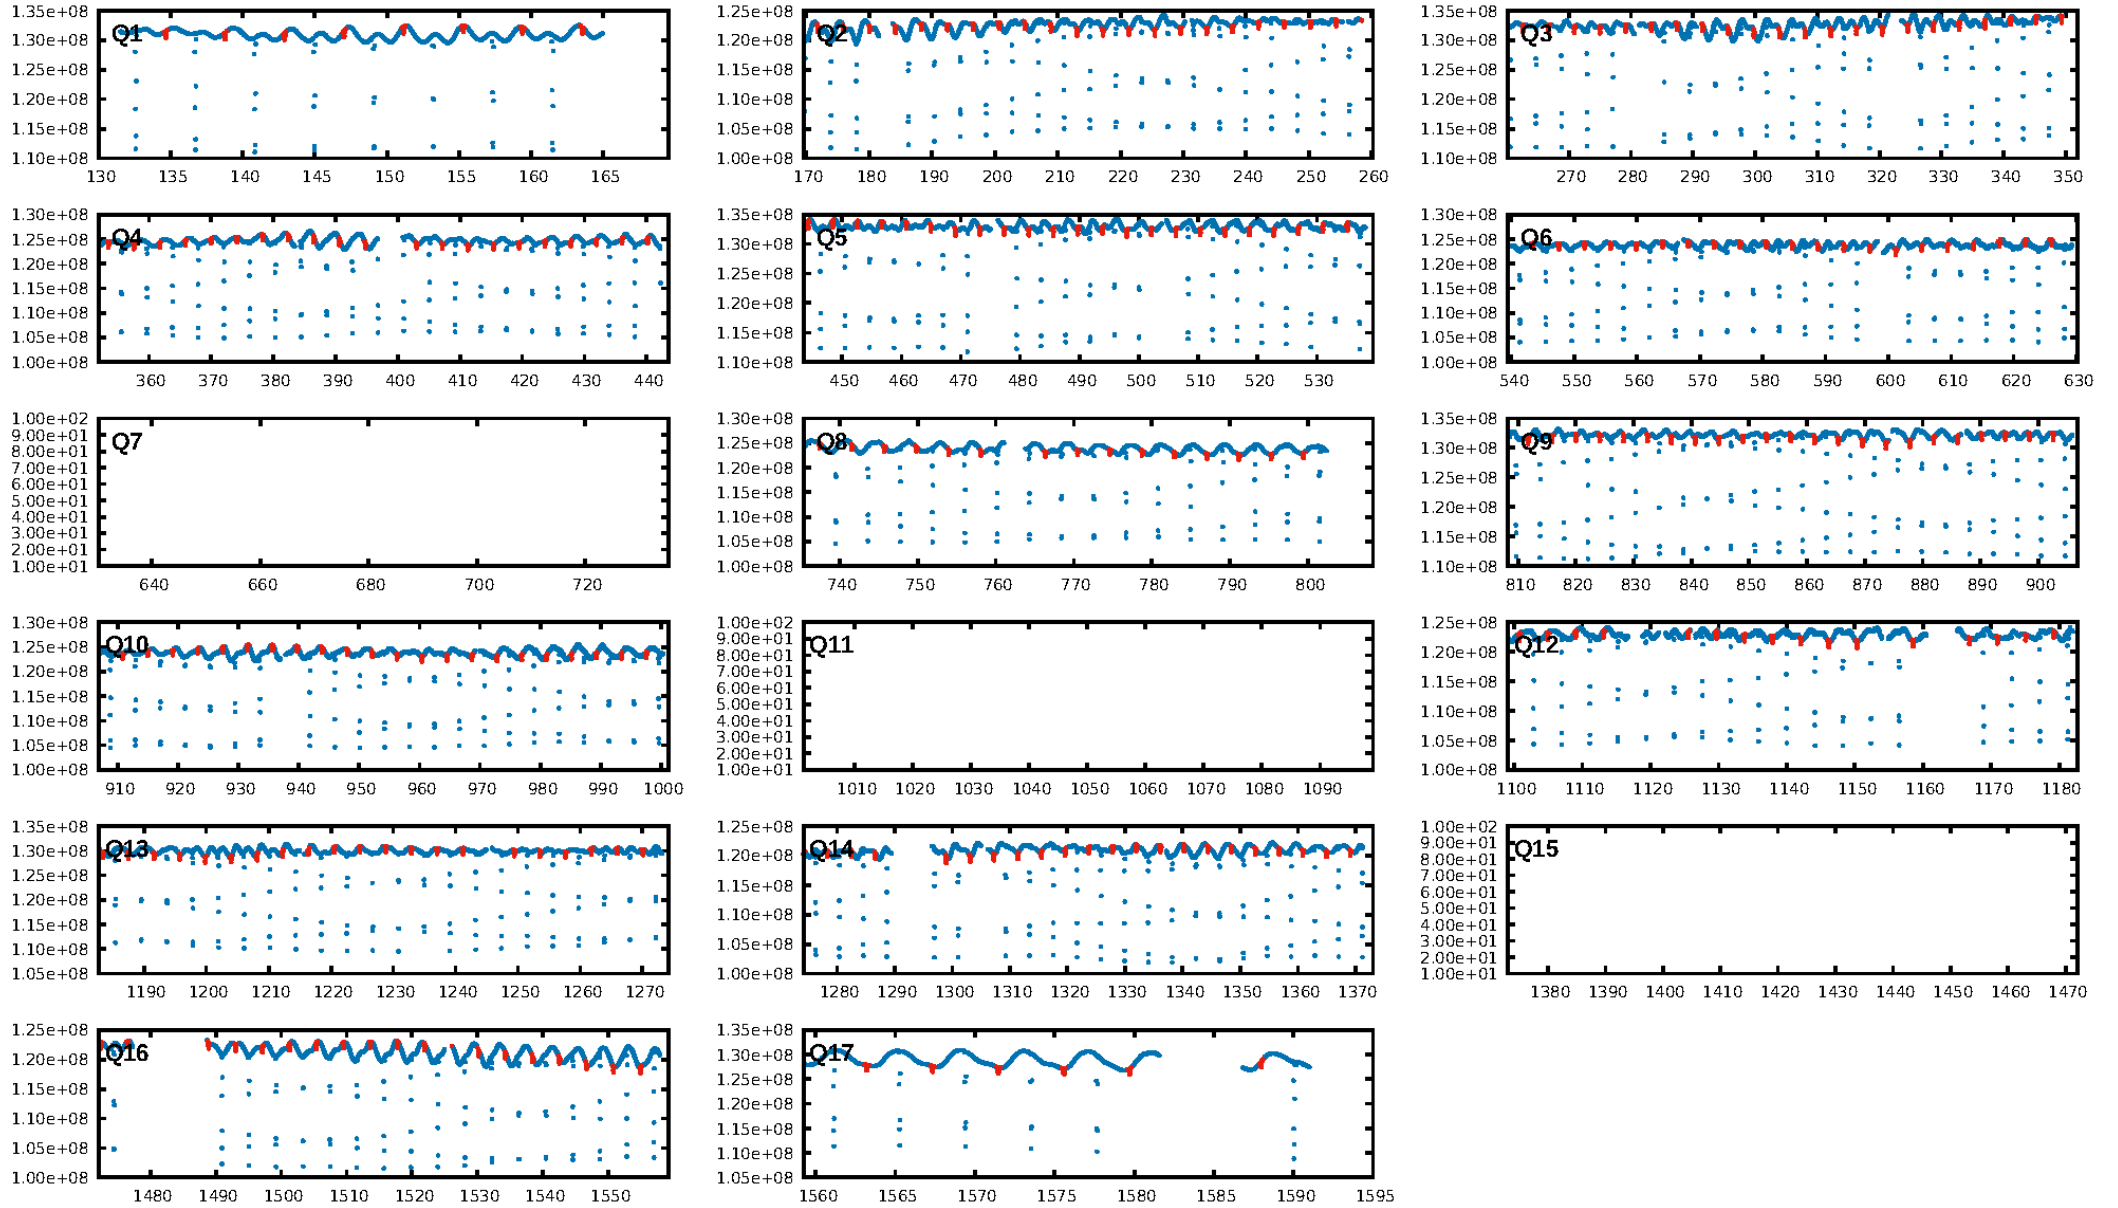 1.35e+08 1.30e+08 1.25e+08 1.20e+08 1.15e+08 1.10e+08
Q1
130 135 140 145 150 155 160 165
1.25e+08 1.20e+08 1.15e+08 1.10e+08 1.05e+08 1.00e+08
Q2
170 180 190 200 210 220 230 240 250 260
1.35e+08 1.30e+08 1.25e+08 1.20e+08 1.15e+08 1.10e+08
Q3
270 280 290 300 310 320 330 340 350
1.30e+08 1.25e+08 1.20e+08 1.15e+08 1.10e+08 1.05e+08 1.00e+08
Q4
360 370 380 390 400 410 420 430 440
1.35e+08 1.30e+08 1.25e+08 1.20e+08 1.15e+08 1.10e+08
Q5
450 460 470 480 490 500 510 520 530
1.30e+08 1.25e+08 1.20e+08 1.15e+08 1.10e+08 1.05e+08 1.00e+08
Q6
540 550 560 570 580 590 600 610 620 630
1.00e+02 9.00e+01 8.00e+01 7.00e+01 6.00e+01 5.00e+01 4.00e+01 3.00e+01 2.00e+01 1.00e+01
Q7
640 660 680 700 720
1.30e+08 1.25e+08 1.20e+08 1.15e+08 1.10e+08 1.05e+08 1.00e+08
Q8
740 750 760 770 780 790 800
1.35e+08 1.30e+08 1.25e+08 1.20e+08 1.15e+08 1.10e+08
Q9
810 820 830 840 850 860 870 880 890 900
1.30e+08 1.25e+08 1.20e+08 1.15e+08 1.10e+08 1.05e+08 1.00e+08
Q10
910 920 930 940 950 960 970 980 990 1000
1.00e+02 9.00e+01 8.00e+01 7.00e+01 6.00e+01 5.00e+01 4.00e+01 3.00e+01 2.00e+01 1.00e+01
Q11
1010 1020 1030 1040 1050 1060 1070 1080 1090
1.25e+08 1.20e+08 1.15e+08 1.10e+08 1.05e+08 1.00e+08
Q12
1100 1110 1120 1130 1140 1150 1160 1170 1180
1.35e+08 1.30e+08 1.25e+08 1.20e+08 1.15e+08 1.10e+08 1.05e+08
Q13
1190 1200 1210 1220 1230 1240 1250 1260 1270
1.25e+08 1.20e+08 1.15e+08 1.10e+08 1.05e+08 1.00e+08
Q14
1280 1290 1300 1310 1320 1330 1340 1350 1360 1370
1.00e+02 9.00e+01 8.00e+01 7.00e+01 6.00e+01 5.00e+01 4.00e+01 3.00e+01 2.00e+01 1.00e+01
Q15
1380 1390 1400 1410 1420 1430 1440 1450 1460 1470
1.25e+08 1.20e+08 1.15e+08 1.10e+08 1.05e+08 1.00e+08
Q16
1480 1490 1500 1510 1520 1530 1540 1550
1.35e+08 1.30e+08 1.25e+08 1.20e+08 1.15e+08 1.10e+08 1.05e+08
Q17
1560 1565 1570 1575 1580 1585 1590 1595